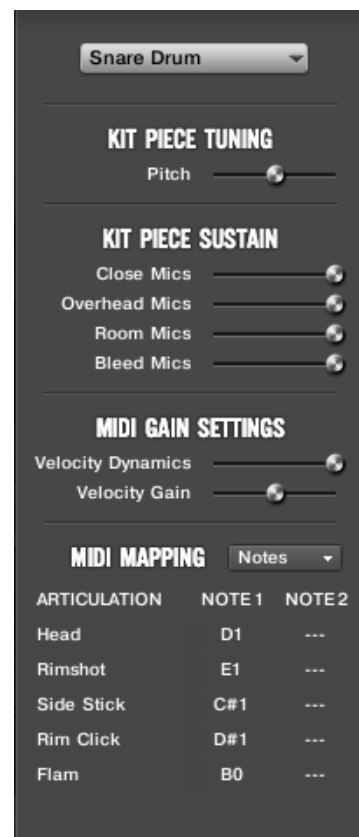 Snare Drum
KIT PIECE TUNING
Pitch
KIT PIECE SUSTAIN
Close Mics
Overhead Mics
Room Mics
Bleed Mics
MIDI GAIN SETTINGS
Velocity Dynamics
Velocity Gain
MIDI MAPPING Notes
ARTICULATION NOTE 1 NOTE 2
Head D1 ---
Rimshot E1 ---
Side Stick C#1 ---
Rim Click D#1 ---
Flam B0 ---